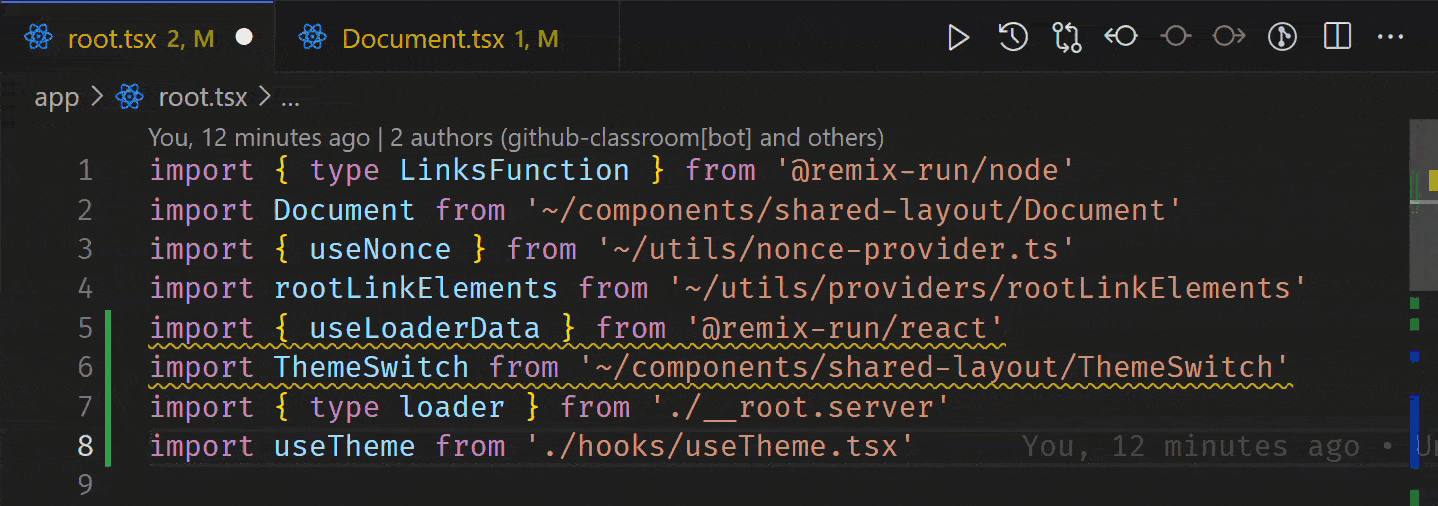 root.tsx 2, M Document.tsx 1, M
app > root.tsx > ...
You, 12 minutes ago | 2 authors (github-classroom[bot] and others)
1 import { type LinksFunction } from '@remix-run/node'
2 import Document from '~/components/shared-layout/Document'
3 import { useNonce } from '~/utils/nonce-provider.ts'
4 import rootLinkElements from '~/utils/providers/rootLinkElements'
5 import { useLoaderData } from '@remix-run/react'
6 import ThemeSwitch from '~/components/shared-layout/ThemeSwitch'
7 import { type loader } from './__root.server'
8 import useTheme from './hooks/useTheme.tsx' You, 12 minutes ago •
9